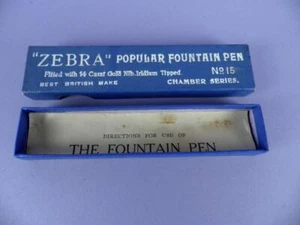 "ZEBRA" POPULAR FOUNTAIN PEN
Fitted with 14 Carat Gold Nib. Iridium Tipped.
No 15
BEST BRITISH MAKE
CHAMBER SERIES.
DIRECTIONS FOR USE OF
THE FOUNTAIN PEN